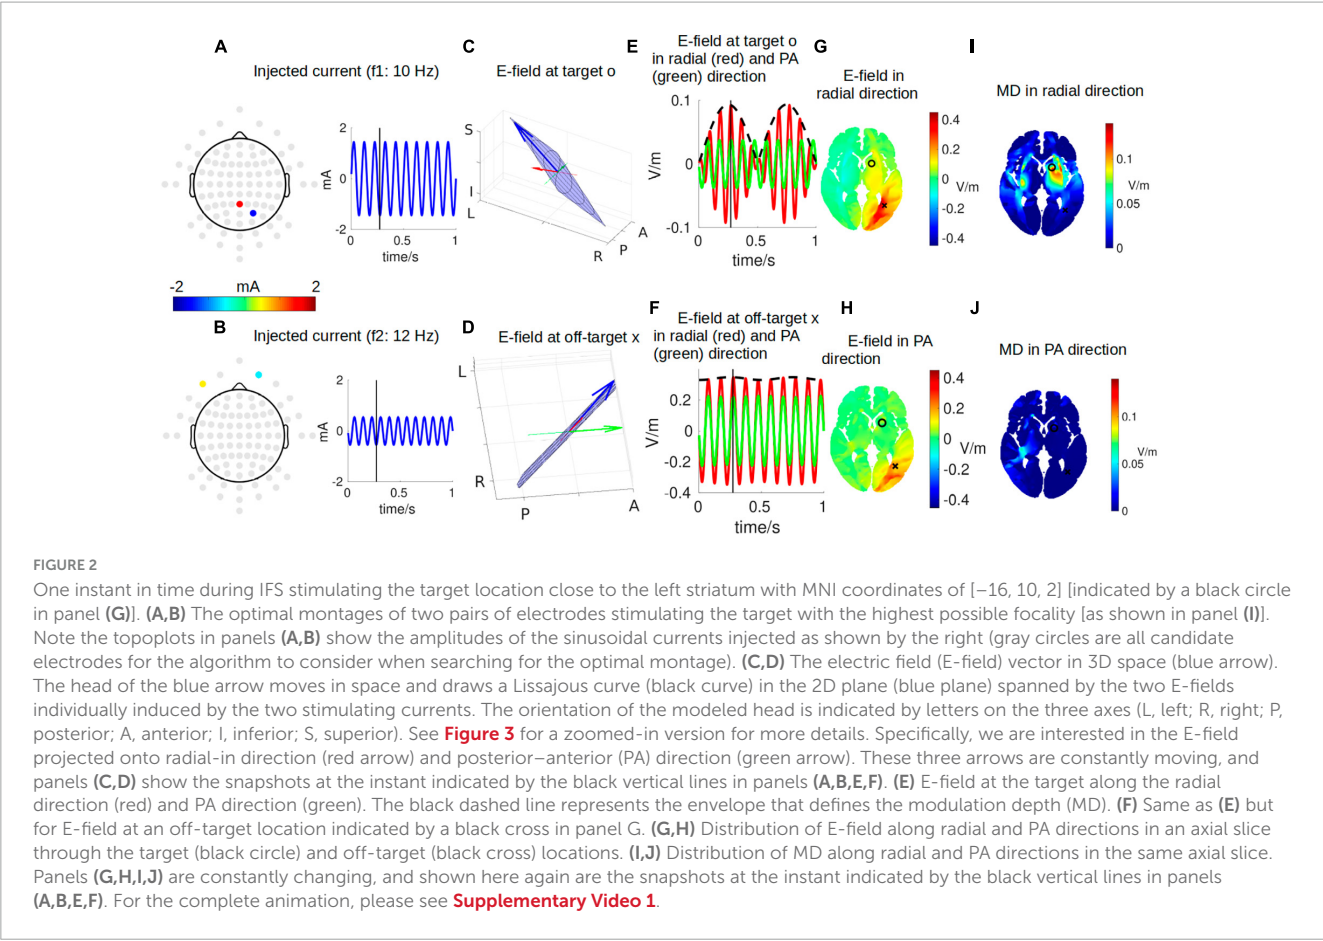 A
Injected current (f1: 10 Hz)
2
0
-2
mA
0
0.5
1
time/s
C
E-field at target o
S
I
L
R
P
A
E
E-field at target o
in radial (red) and PA
(green) direction
0.1
0
-0.1
V/m
0
0.5
1
time/s
G
E-field in
radial direction
0.4
0.2
0
V/m
-0.2
-0.4
x
I
MD in radial direction
0.1
V/m
0.05
0
-2
mA
2
B
Injected current (f2: 12 Hz)
2
0
-2
mA
0
0.5
1
time/s
D
E-field at off-target x
L
R
P
A
F
E-field at off-target x
in radial (red) and PA
(green) direction
0.2
0
-0.2
-0.4
V/m
0
0.5
1
time/s
H
E-field in PA
direction
0.4
0.2
0
V/m
-0.2
-0.4
x
J
MD in PA direction
0.1
V/m
0.05
0
FIGURE 2
One instant in time during IFS stimulating the target location close to the left striatum with MNI coordinates of [−16, 10, 2] [indicated by a black circle
in panel (G)]. (A,B) The optimal montages of two pairs of electrodes stimulating the target with the highest possible focality [as shown in panel (I)].
Note the topoplots in panels (A,B) show the amplitudes of the sinusoidal currents injected as shown by the right (gray circles are all candidate
electrodes for the algorithm to consider when searching for the optimal montage). (C,D) The electric field (E-field) vector in 3D space (blue arrow).
The head of the blue arrow moves in space and draws a Lissajous curve (black curve) in the 2D plane (blue plane) spanned by the two E-fields
individually induced by the two stimulating currents. The orientation of the modeled head is indicated by letters on the three axes (L, left; R, right; P,
posterior; A, anterior; I, inferior; S, superior). See Figure 3 for a zoomed-in version for more details. Specifically, we are interested in the E-field
projected onto radial-in direction (red arrow) and posterior–anterior (PA) direction (green arrow). These three arrows are constantly moving, and
panels (C,D) show the snapshots at the instant indicated by the black vertical lines in panels (A,B,E,F). (E) E-field at the target along the radial
direction (red) and PA direction (green). The black dashed line represents the envelope that defines the modulation depth (MD). (F) Same as (E) but
for E-field at an off-target location indicated by a black cross in panel G. (G,H) Distribution of E-field along radial and PA directions in an axial slice
through the target (black circle) and off-target (black cross) locations. (I,J) Distribution of MD along radial and PA directions in the same axial slice.
Panels (G,H,I,J) are constantly changing, and shown here again are the snapshots at the instant indicated by the black vertical lines in panels
(A,B,E,F). For the complete animation, please see Supplementary Video 1.